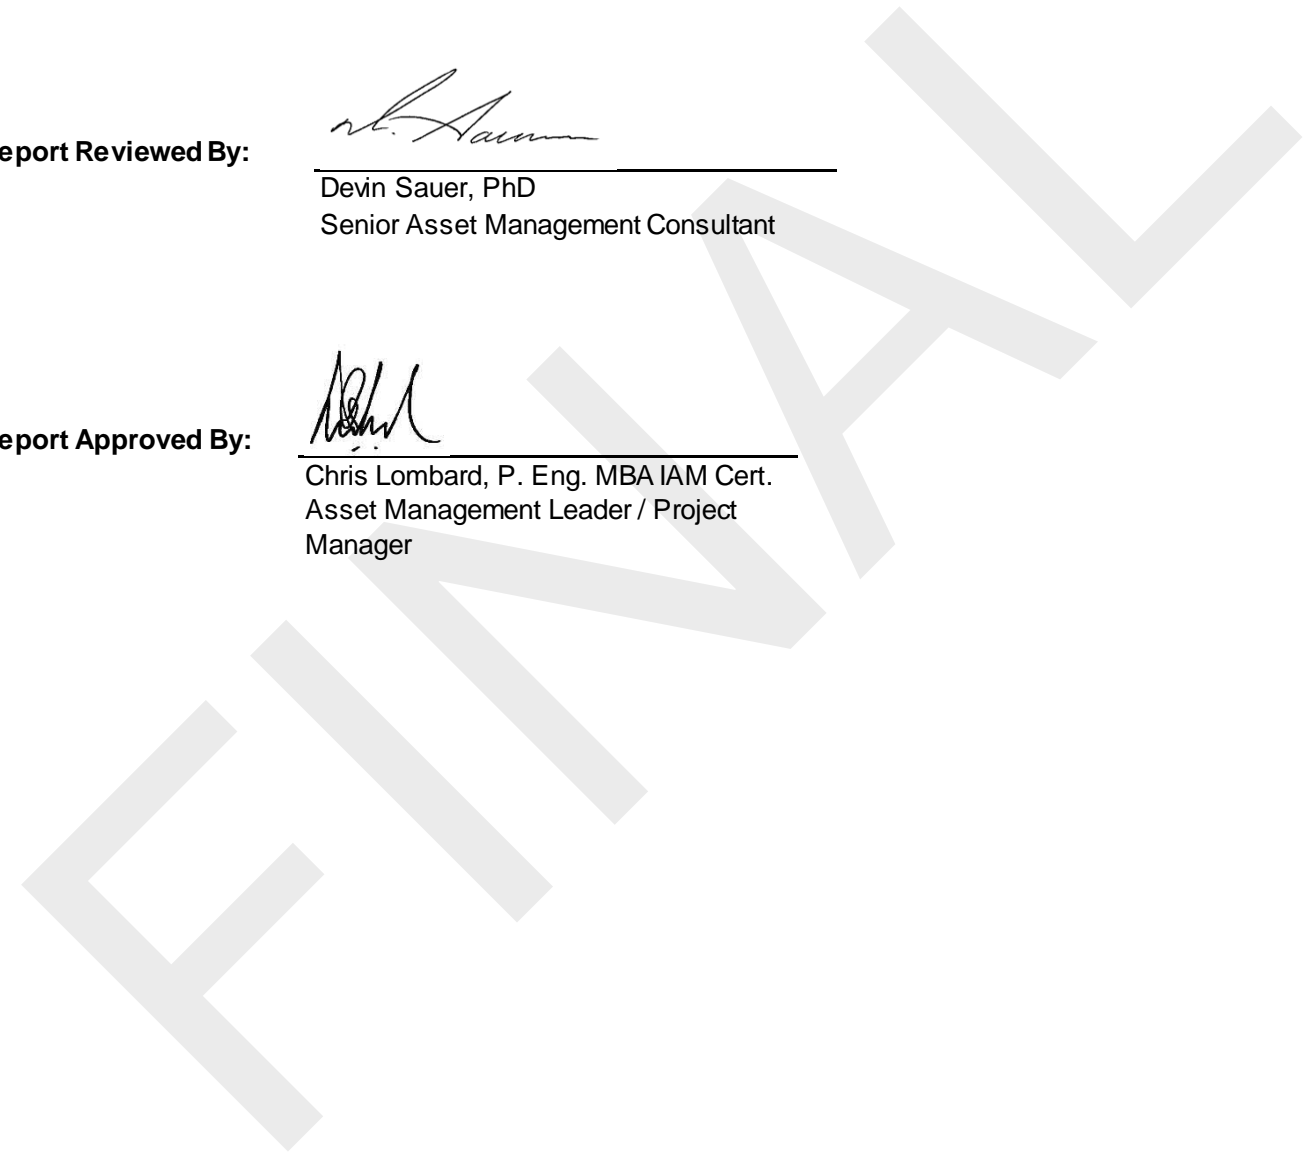 eport Reviewed By:
Devin Sauer, PhD
Senior Asset Management Consultant
eport Approved By:
Chris Lombard, P. Eng. MBA IAM Cert.
Asset Management Leader / Project
Manager
FINAL